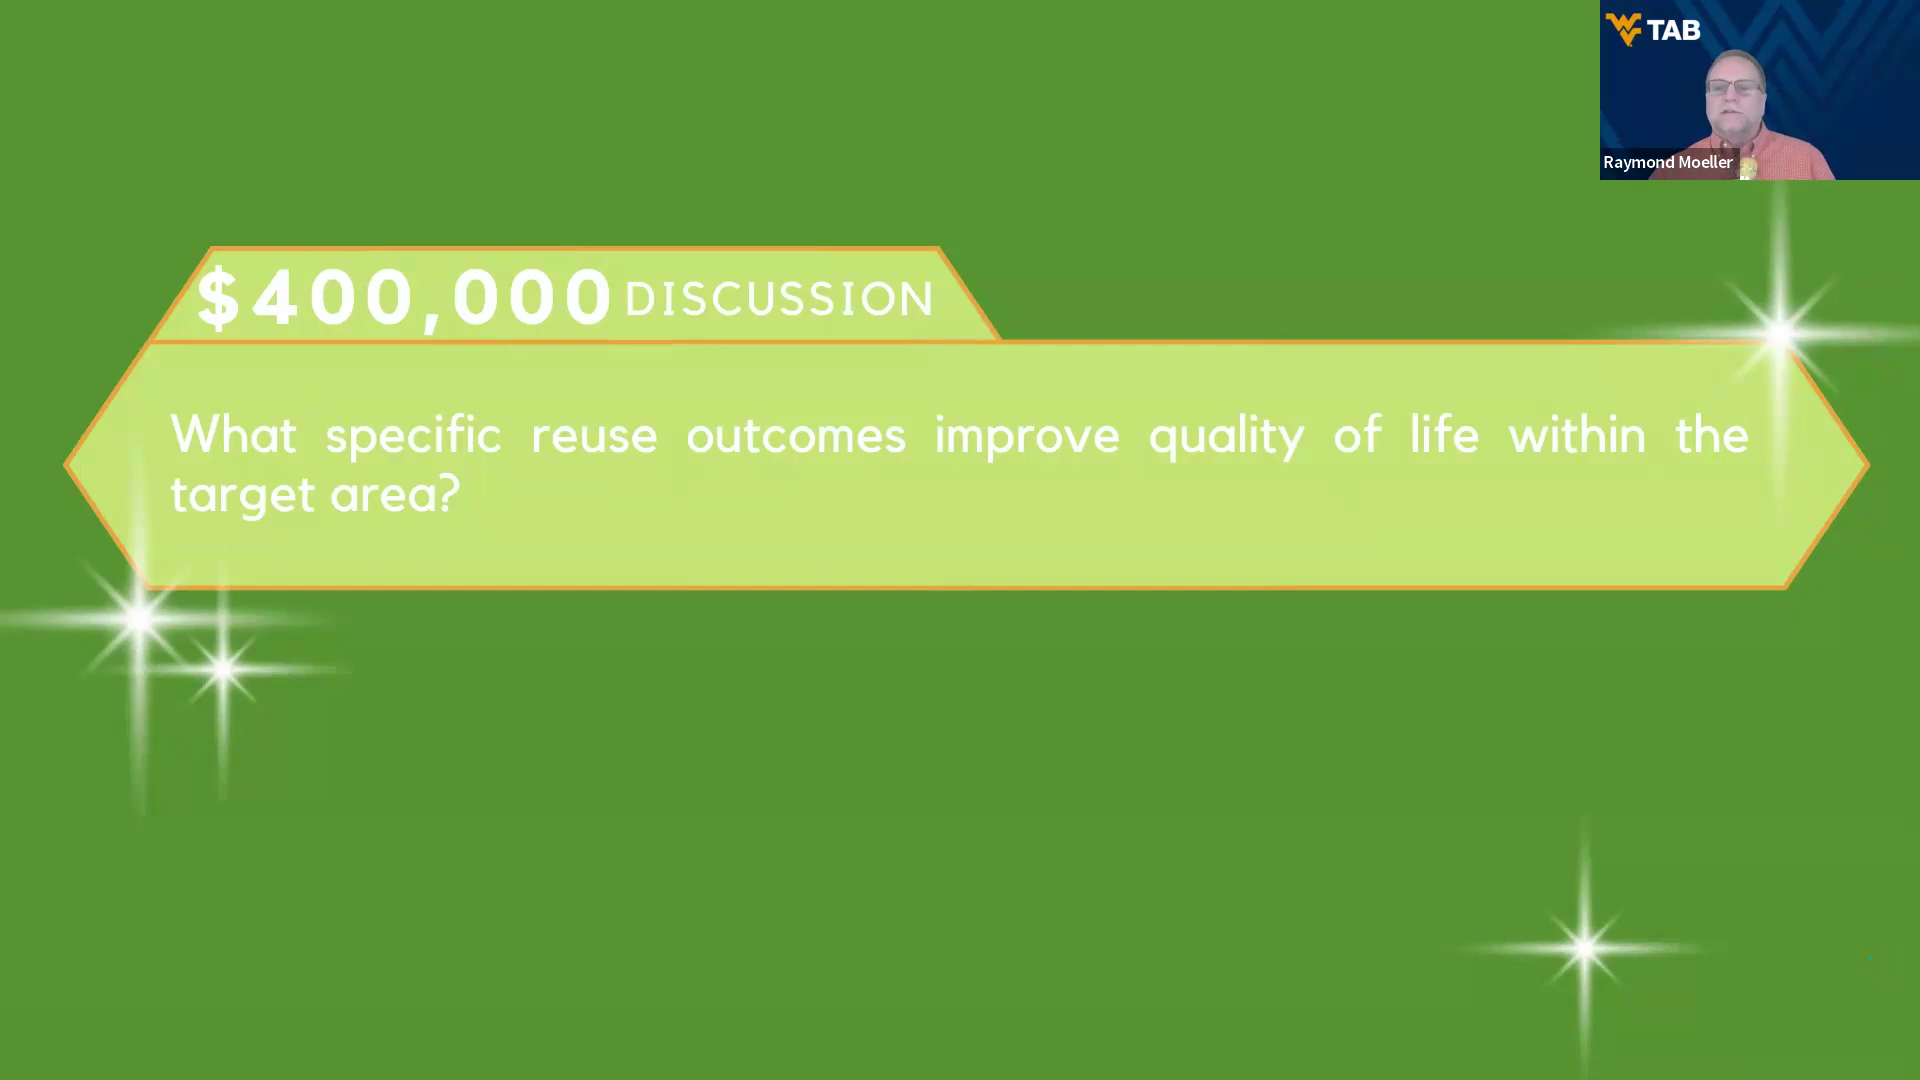 TAB
Raymond Moeller
$400,000 DISCUSSION
What specific reuse outcomes improve quality of life within the
target area?